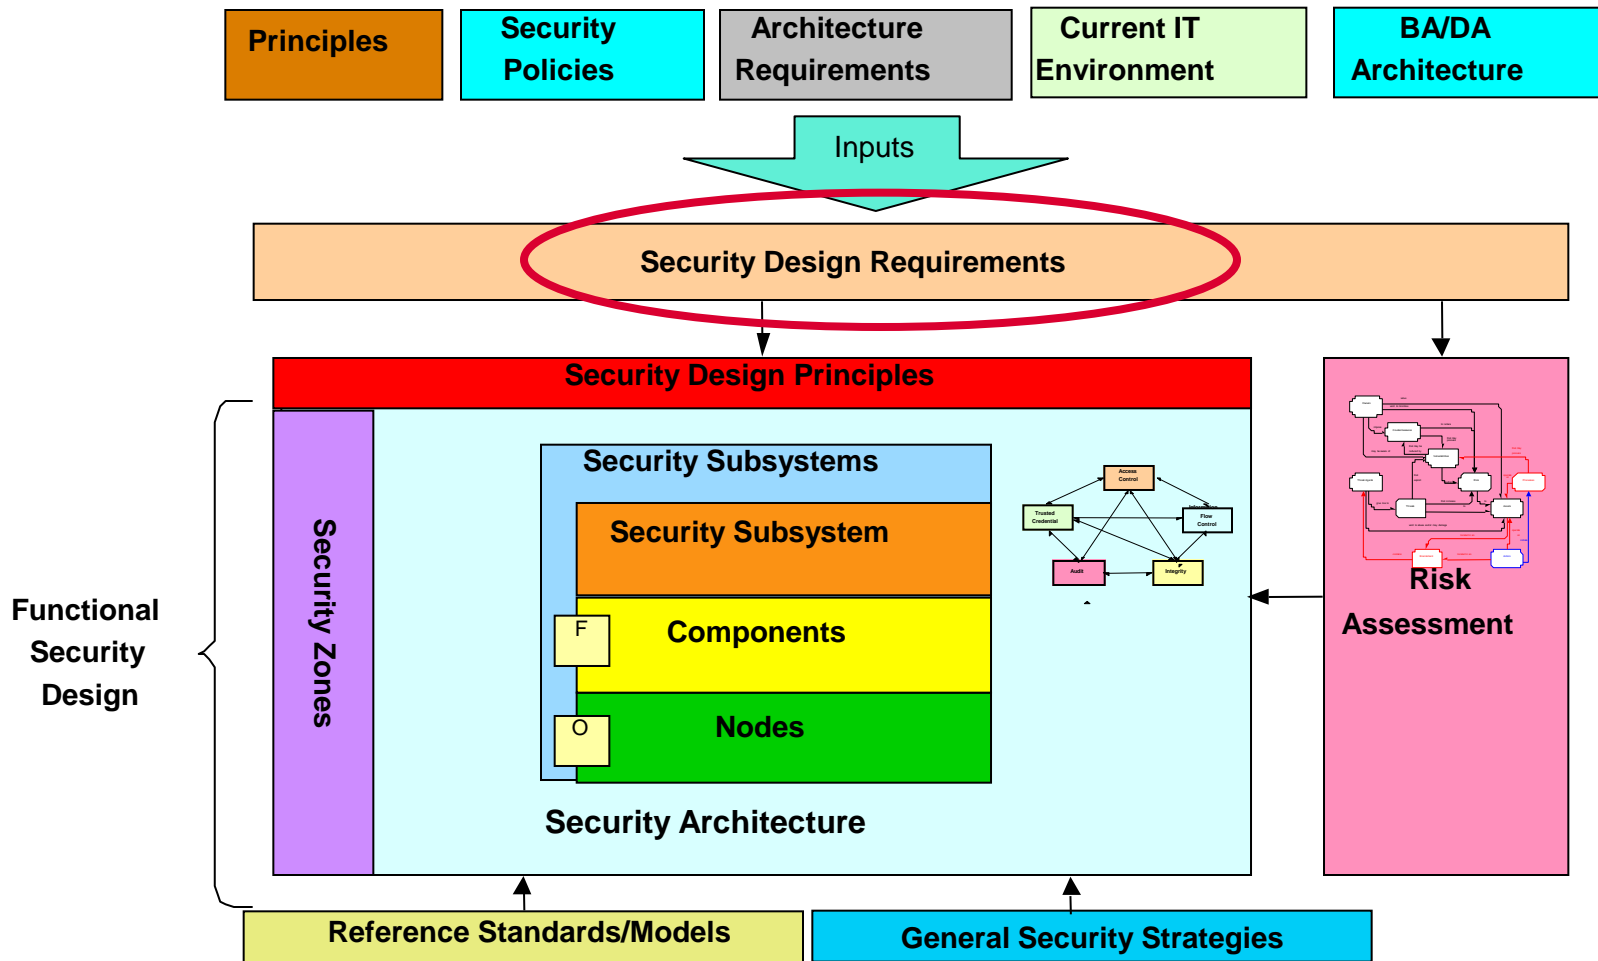 Principles
Security
Policies
Architecture
Requirements
Current IT
Environment
BA/DA
Architecture
Inputs
Security Design Requirements
Security Design Principles
Functional
Security
Design
Security Zones
Security Subsystems
Security Subsystem
F
Components
O
Nodes
Security Architecture
Access
Control
Trusted
Credential
Information
Flow
Control
Audit
Integrity
Risk
Assessment
Reference Standards/Models
General Security Strategies